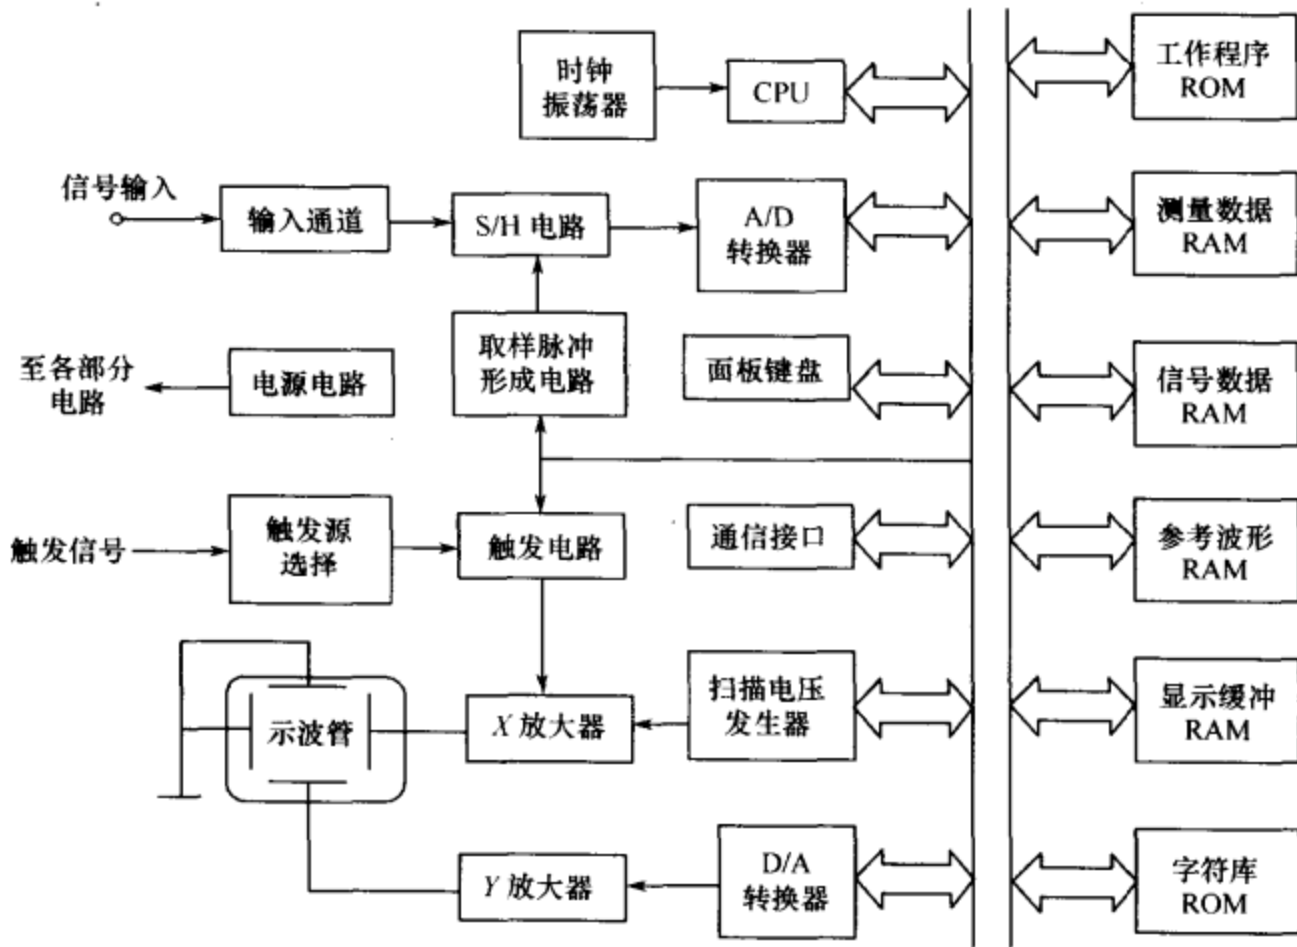 时钟
振荡器
CPU
工作程序
ROM
信号输入
输入通道
S/H 电路
A/D
转换器
测量数据
RAM
至各部分
电路
电源电路
取样脉冲
形成电路
面板键盘
信号数据
RAM
触发信号
触发源
选择
触发电路
通信接口
参考波形
RAM
示波管
X 放大器
扫描电压
发生器
显示缓冲
RAM
Y 放大器
D/A
转换器
字符库
ROM